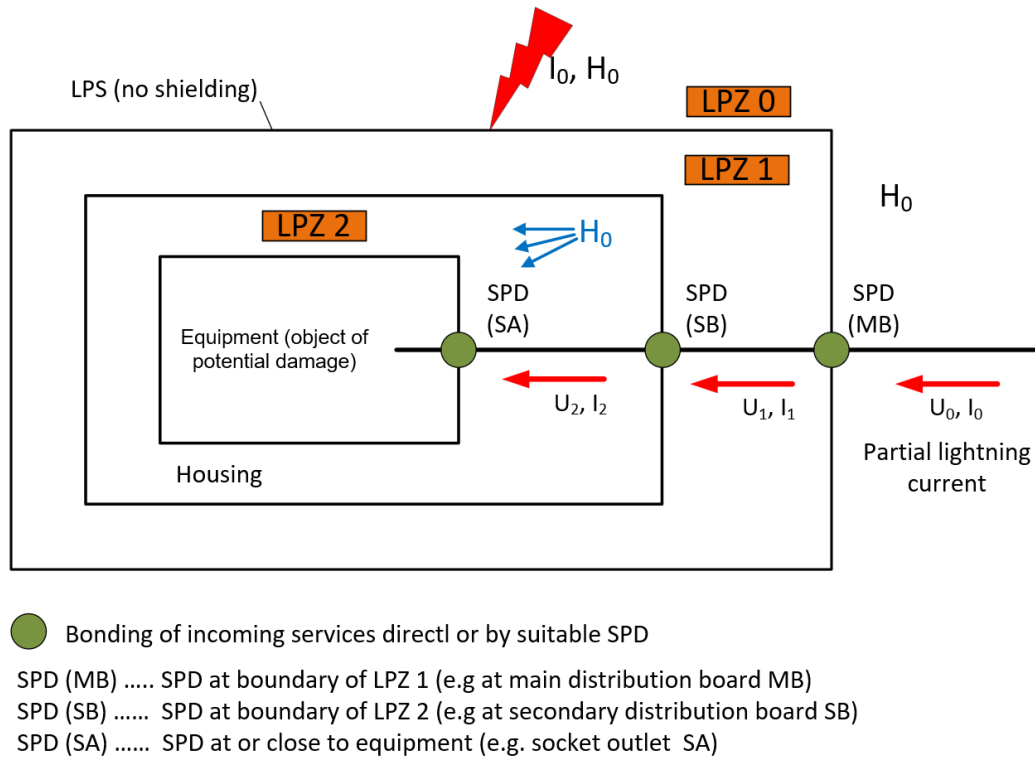 I₀, H₀
LPS (no shielding)
LPZ 0
LPZ 1
H₀
LPZ 2
H₀
SPD
(SA)
SPD
(SB)
SPD
(MB)
Equipment (object of
potential damage)
U₂, I₂
U₁, I₁
U₀, I₀
Partial lightning
current
Housing
Bonding of incoming services directl or by suitable SPD
SPD (MB) ..... SPD at boundary of LPZ 1 (e.g at main distribution board MB)
SPD (SB) ...... SPD at boundary of LPZ 2 (e.g at secondary distribution board SB)
SPD (SA) ...... SPD at or close to equipment (e.g. socket outlet  SA)